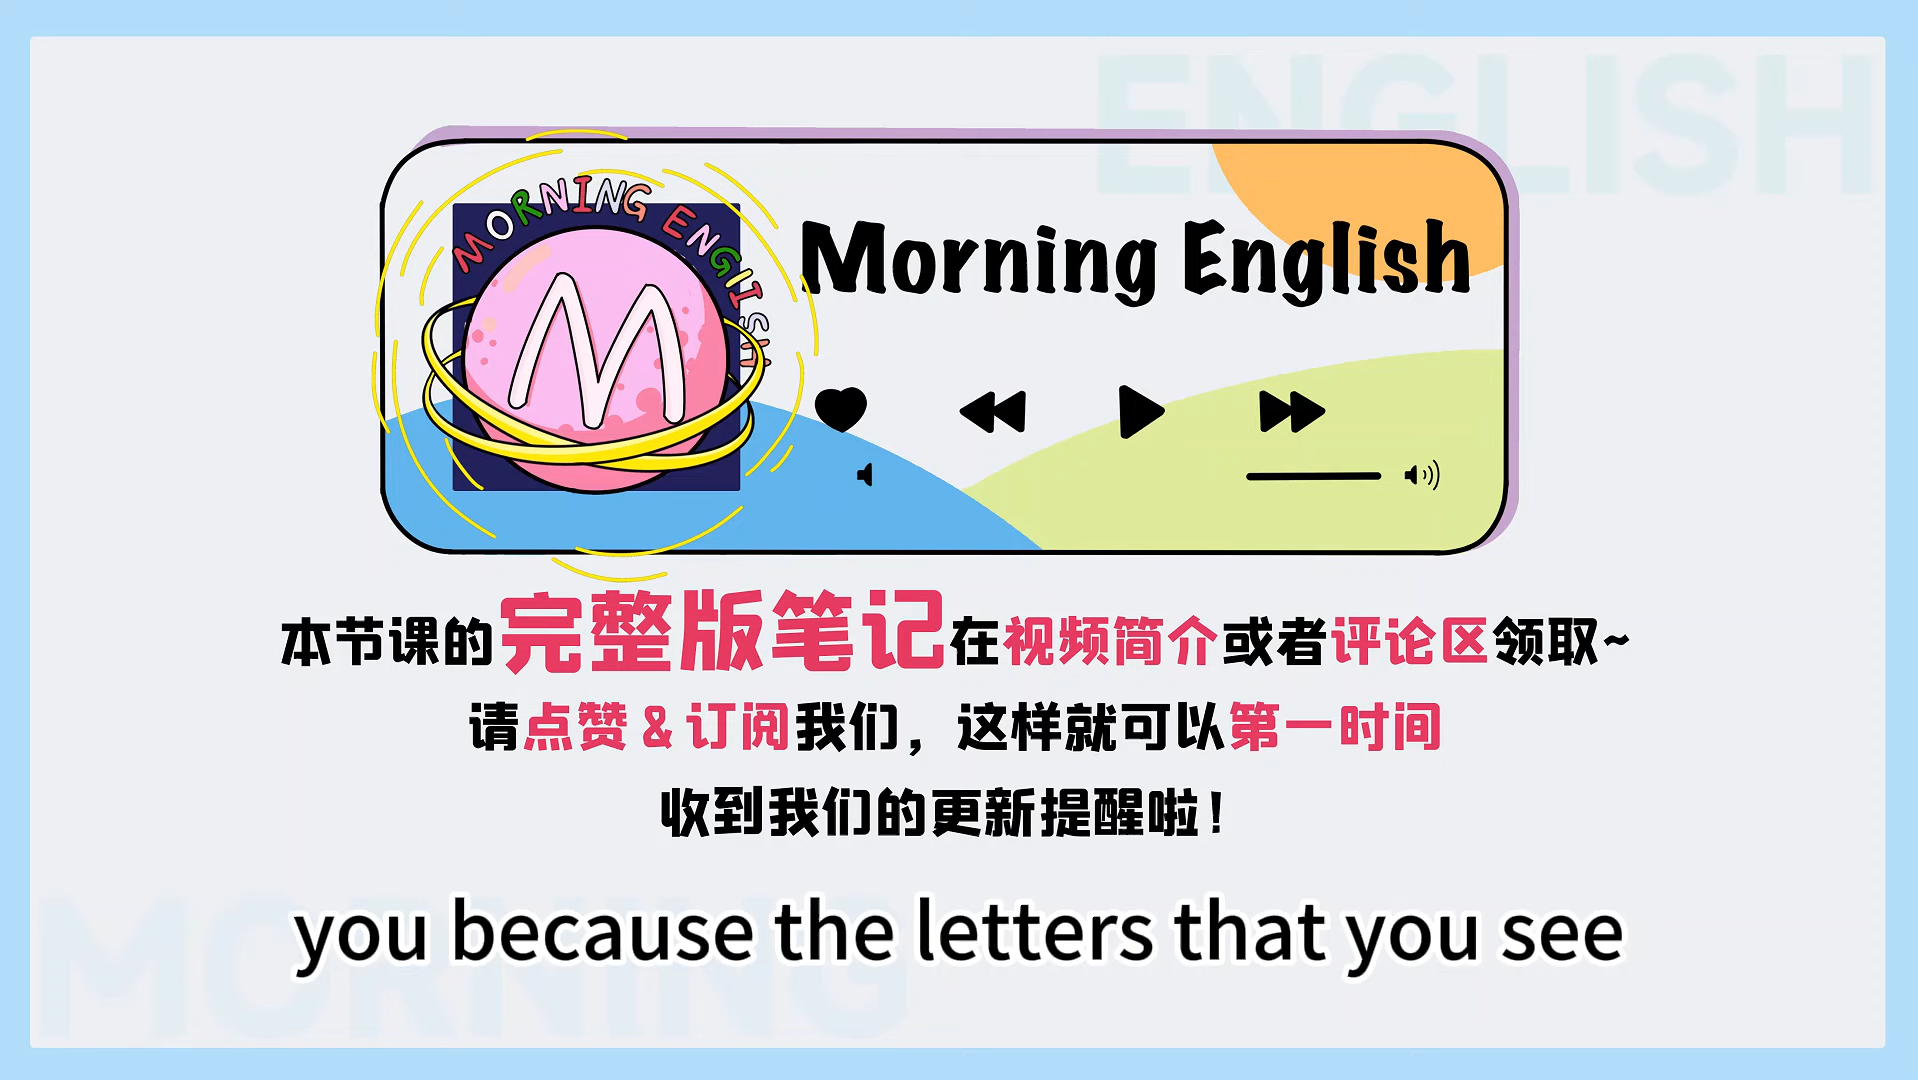 ENGLISH
MORNING ENGlISH
M
Morning English
本节课的完整版笔记在视频简介或者评论区领取~
请点赞&订阅我们，这样就可以第一时间
收到我们的更新提醒啦！
you because the letters that you see
MORNING